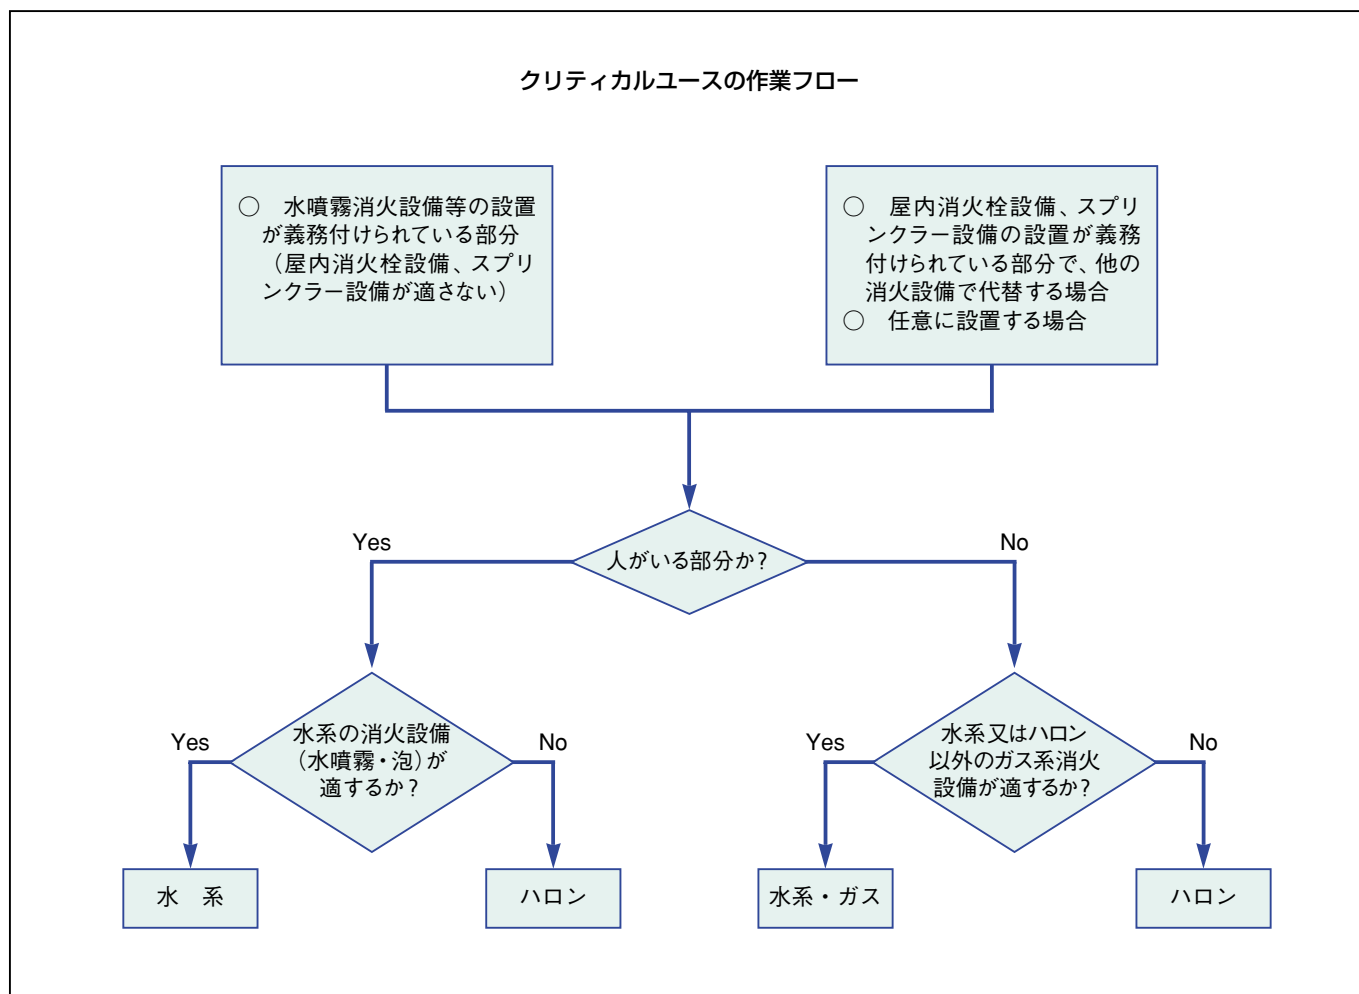 クリティカルユースの作業フロー
○　水噴霧消火設備等の設置
が義務付けられている部分
（屋内消火栓設備、スプリ
ンクラー設備が適さない）
○　屋内消火栓設備、スプリ
ンクラー設備の設置が義務
付けられている部分で、他の
消火設備で代替する場合
○　任意に設置する場合
人がいる部分か？
Yes
No
水系の消火設備
（水噴霧・泡）が
適するか？
Yes
No
水系又はハロン
以外のガス系消火
設備が適するか？
Yes
No
水　系
ハロン
水系・ガス
ハロン